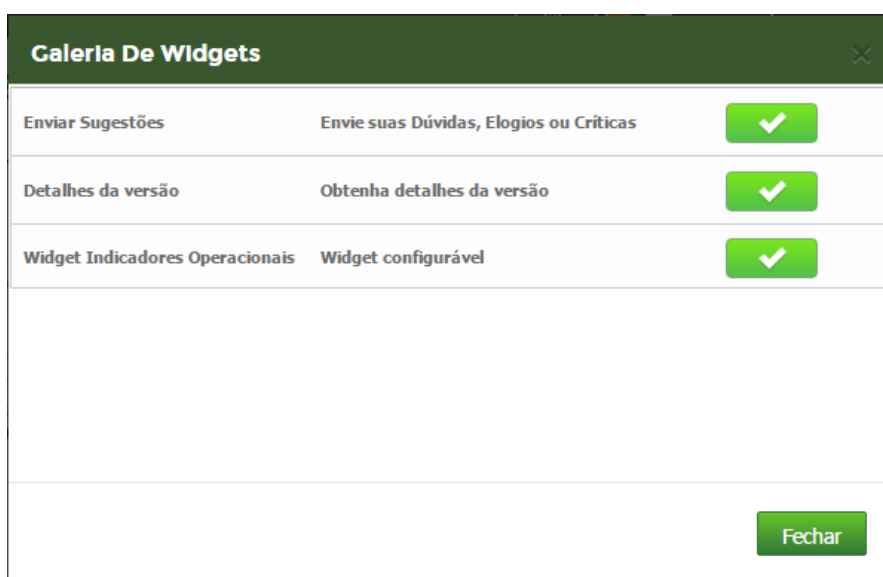 Galeria De Widgets
Enviar Sugestões Envie suas Dúvidas, Elogios ou Críticas
Detalhes da versão Obtenha detalhes da versão
Widget Indicadores Operacionais Widget configurável
Fechar